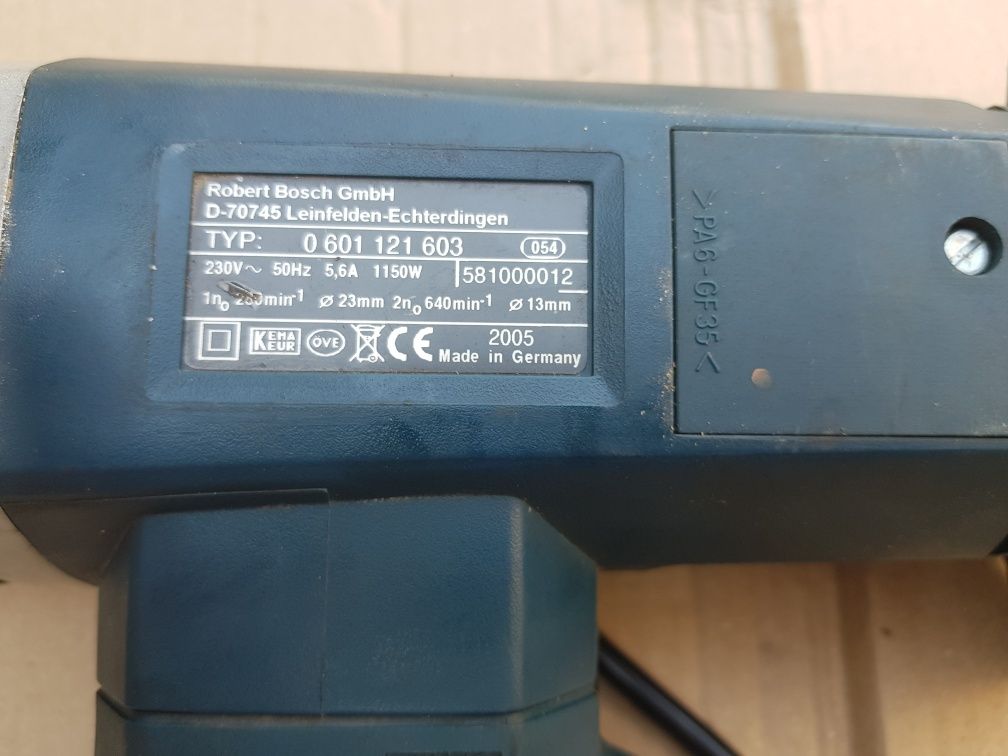 Robert Bosch GmbH
D-70745 Leinfelden-Echterdingen
TYP: 0 601 121 603 054
230V~ 50Hz 5,6A 1150W 581000012
1n₀ min⁻¹ ⌀ 23mm 2n₀ 640min⁻¹ ⌀ 13mm
KEMA
KEUR
ÖVE
CE
2005
Made in Germany
>PA6-GF35<